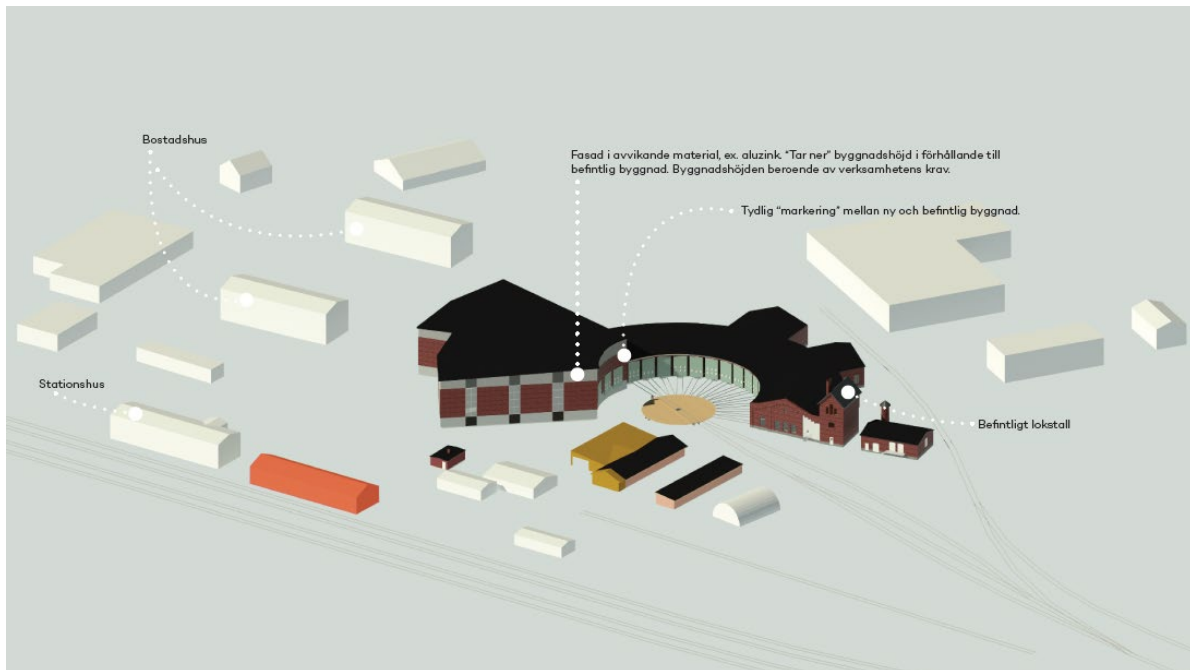 Bostadshus
Fasad i avvikande material, ex. aluzink. "Tar ner" byggnadshöjd i förhållande till
befintlig byggnad. Byggnadshöjden beroende av verksamhetens krav.
Tydlig "markering" mellan ny och befintlig byggnad.
Stationshus
Befintligt lokstall